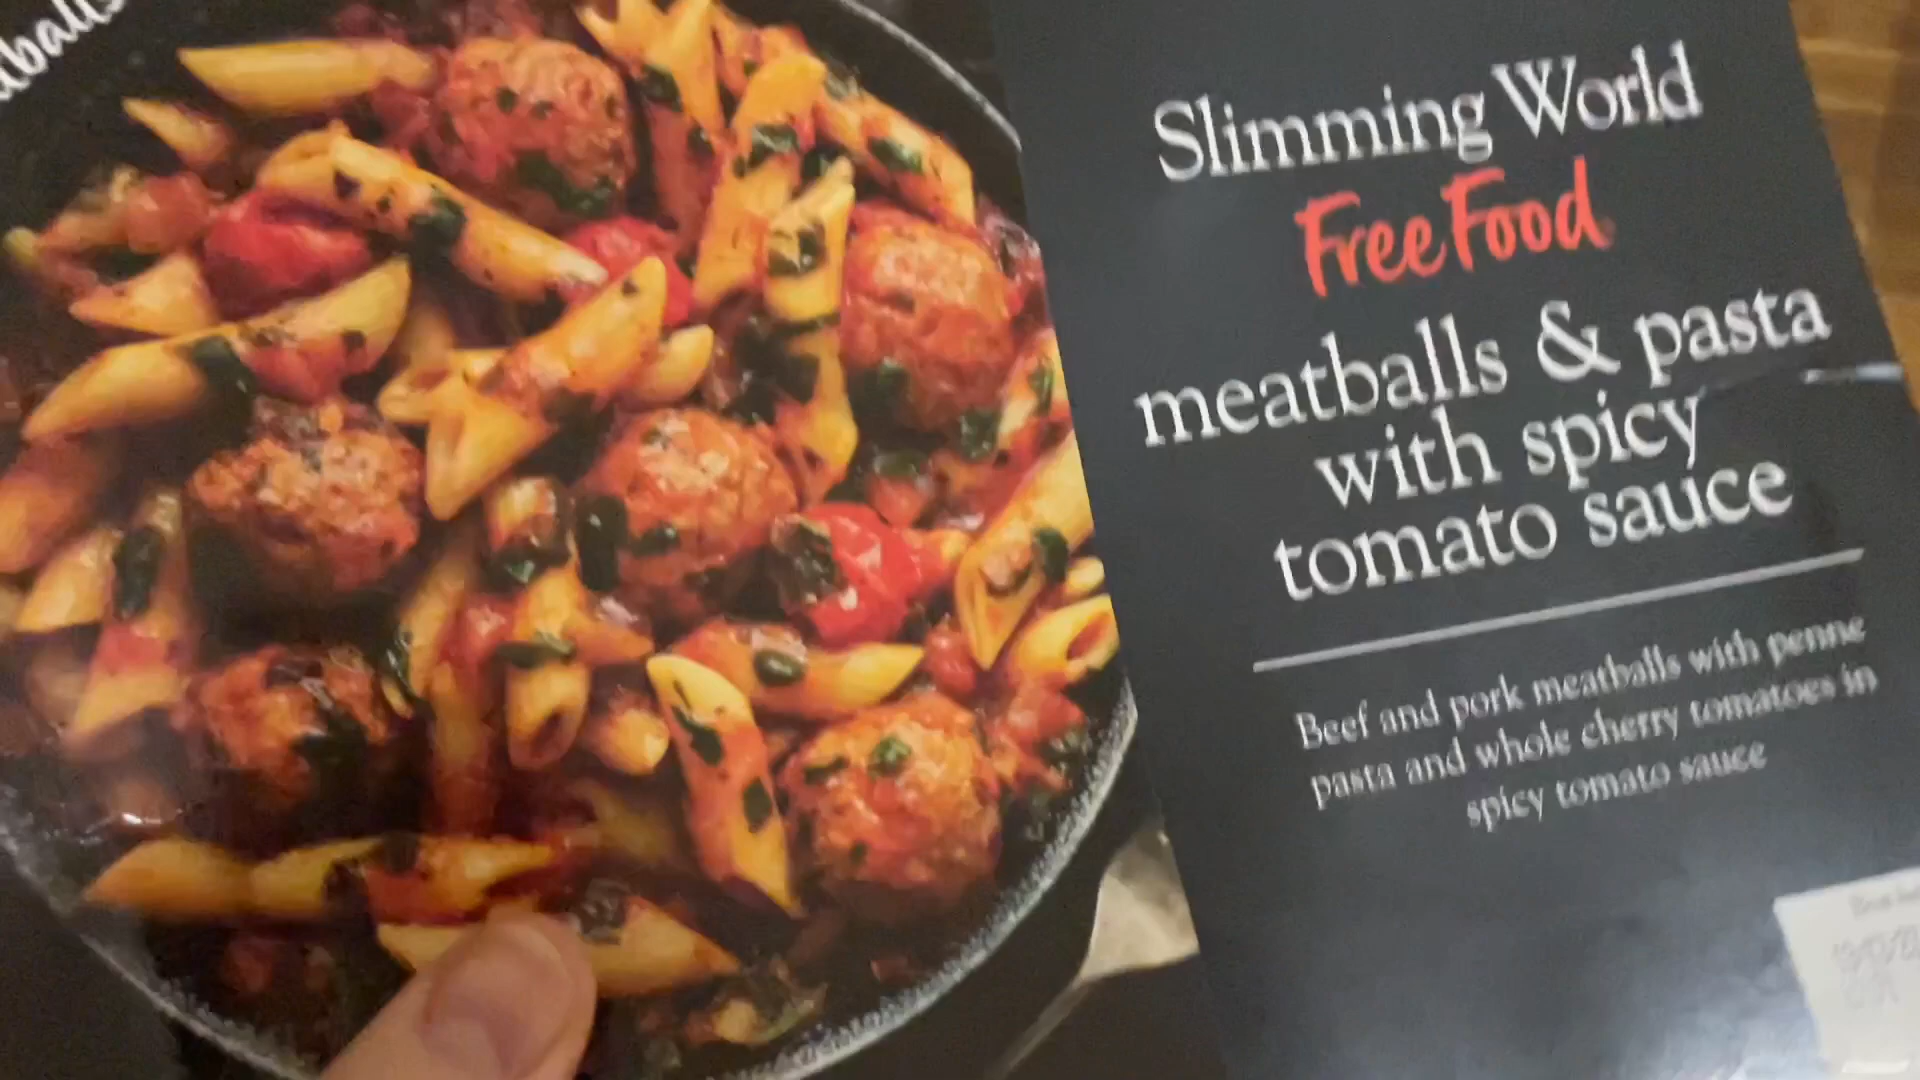 Slimming World
Free Food
meatballs & pasta
with spicy
tomato sauce
Beef and pork meatballs with penne
pasta and whole cherry tomatoes in
spicy tomato sauce